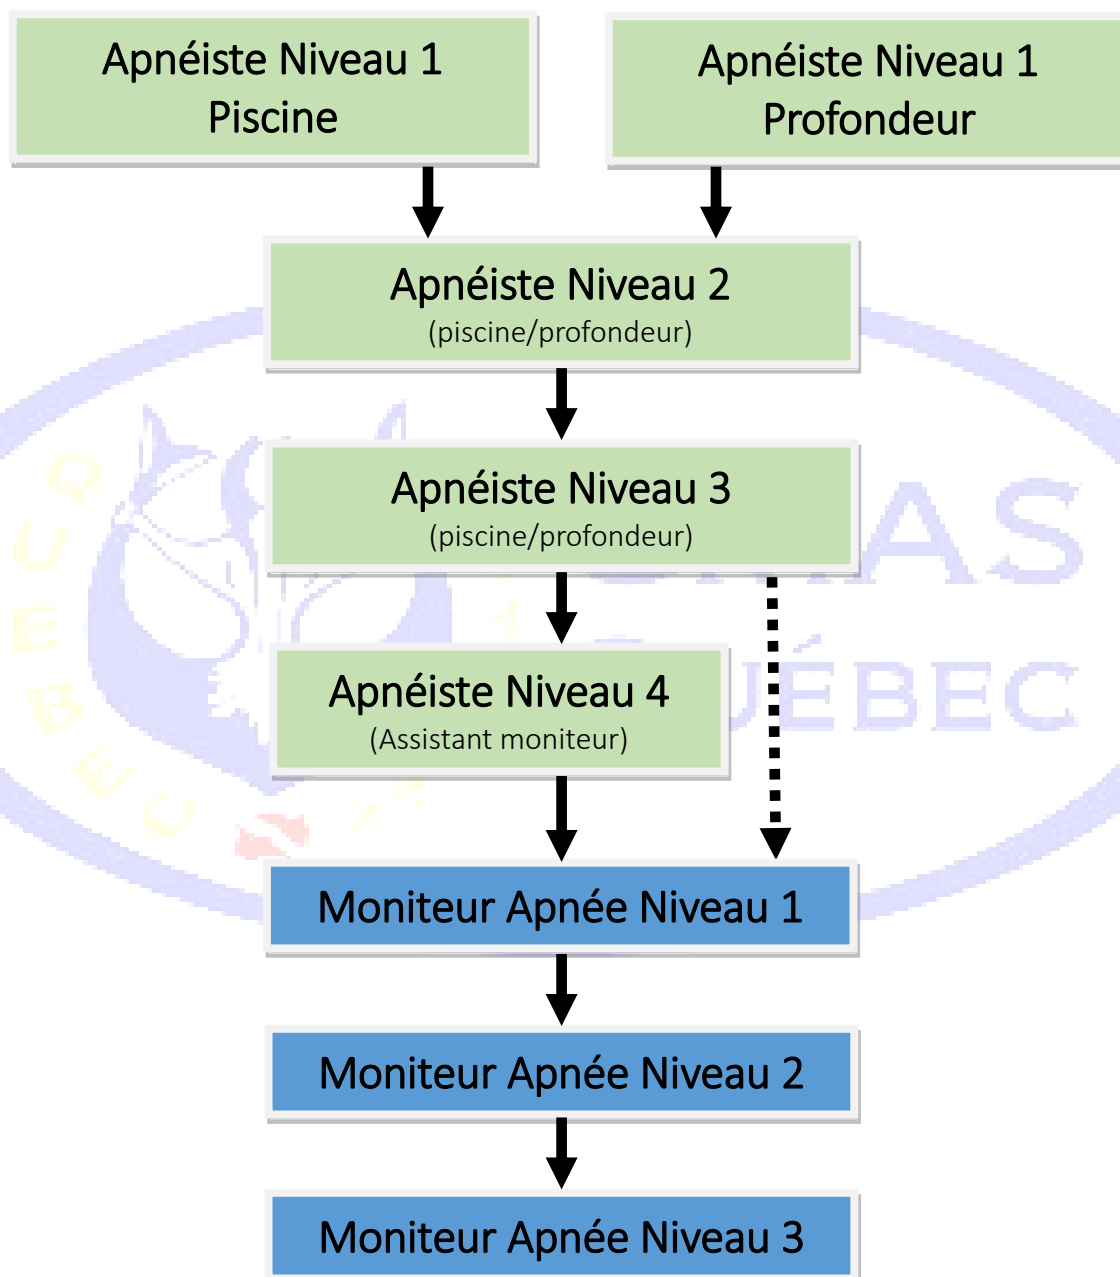 Apnéiste Niveau 1
Piscine
Apnéiste Niveau 1
Profondeur
Apnéiste Niveau 2
(piscine/profondeur)
Apnéiste Niveau 3
(piscine/profondeur)
Apnéiste Niveau 4
(Assistant moniteur)
Moniteur Apnée Niveau 1
Moniteur Apnée Niveau 2
Moniteur Apnée Niveau 3
QUÉBEC